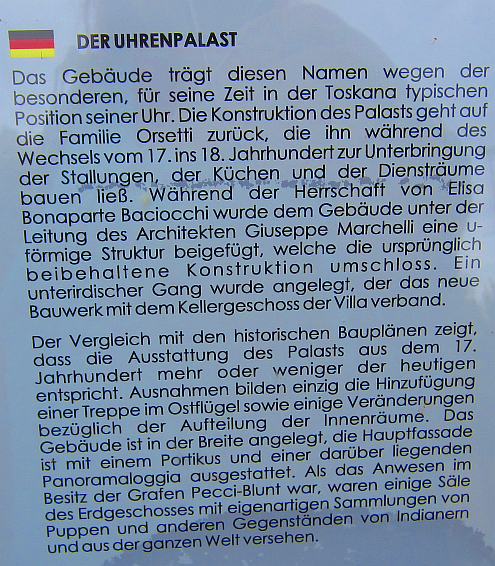 DER UHRENPALAST
Das Gebäude trägt diesen Namen wegen der
besonderen, für seine Zeit in der Toskana typischen
Position seiner Uhr. Die Konstruktion des Palasts geht auf
die Familie Orsetti zurück, die ihn während des
Wechsels vom 17. ins 18. Jahrhundert zur Unterbringung
der Stallungen, der Küchen und der Diensträume
bauen ließ. Während der Herrschaft von Elisa
Bonaparte Baciocchi wurde dem Gebäude unter der
Leitung des Architekten Giuseppe Marchelli eine u-
förmige Struktur beigefügt, welche die ursprünglich
beibehaltene Konstruktion umschloss. Ein
unterirdischer Gang wurde angelegt, der das neue
Bauwerk mit dem Kellergeschoss der Villa verband.
Der Vergleich mit den historischen Bauplänen zeigt,
dass die Ausstattung des Palasts aus dem 17.
Jahrhundert mehr oder weniger der heutigen
entspricht. Ausnahmen bilden einzig die Hinzufügung
einer Treppe im Ostflügel sowie einige Veränderungen
bezüglich der Aufteilung der Innenräume. Das
Gebäude ist in der Breite angelegt, die Hauptfassade
ist mit einem Portikus und einer darüber liegenden
Panoramaloggia ausgestattet. Als das Anwesen im
Besitz der Grafen Pecci-Blunt war, waren einige Säle
des Erdgeschosses mit eigenartigen Sammlungen von
Puppen und anderen Gegenständen von Indianern
und aus der ganzen Welt versehen.